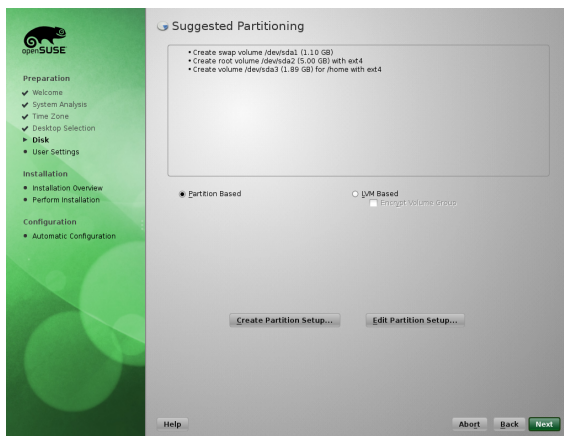 openSUSE
Preparation
Welcome
System Analysis
Time Zone
Desktop Selection
Disk
User Settings
Installation
Installation Overview
Perform Installation
Configuration
Automatic Configuration
Suggested Partitioning
• Create swap volume /dev/sda1 (1.10 GB)
• Create root volume /dev/sda2 (5.00 GB) with ext4
• Create volume /dev/sda3 (1.89 GB) for /home with ext4
Partition Based
LVM Based
Encrypt Volume Group
Create Partition Setup...
Edit Partition Setup...
Help
Abort
Back
Next